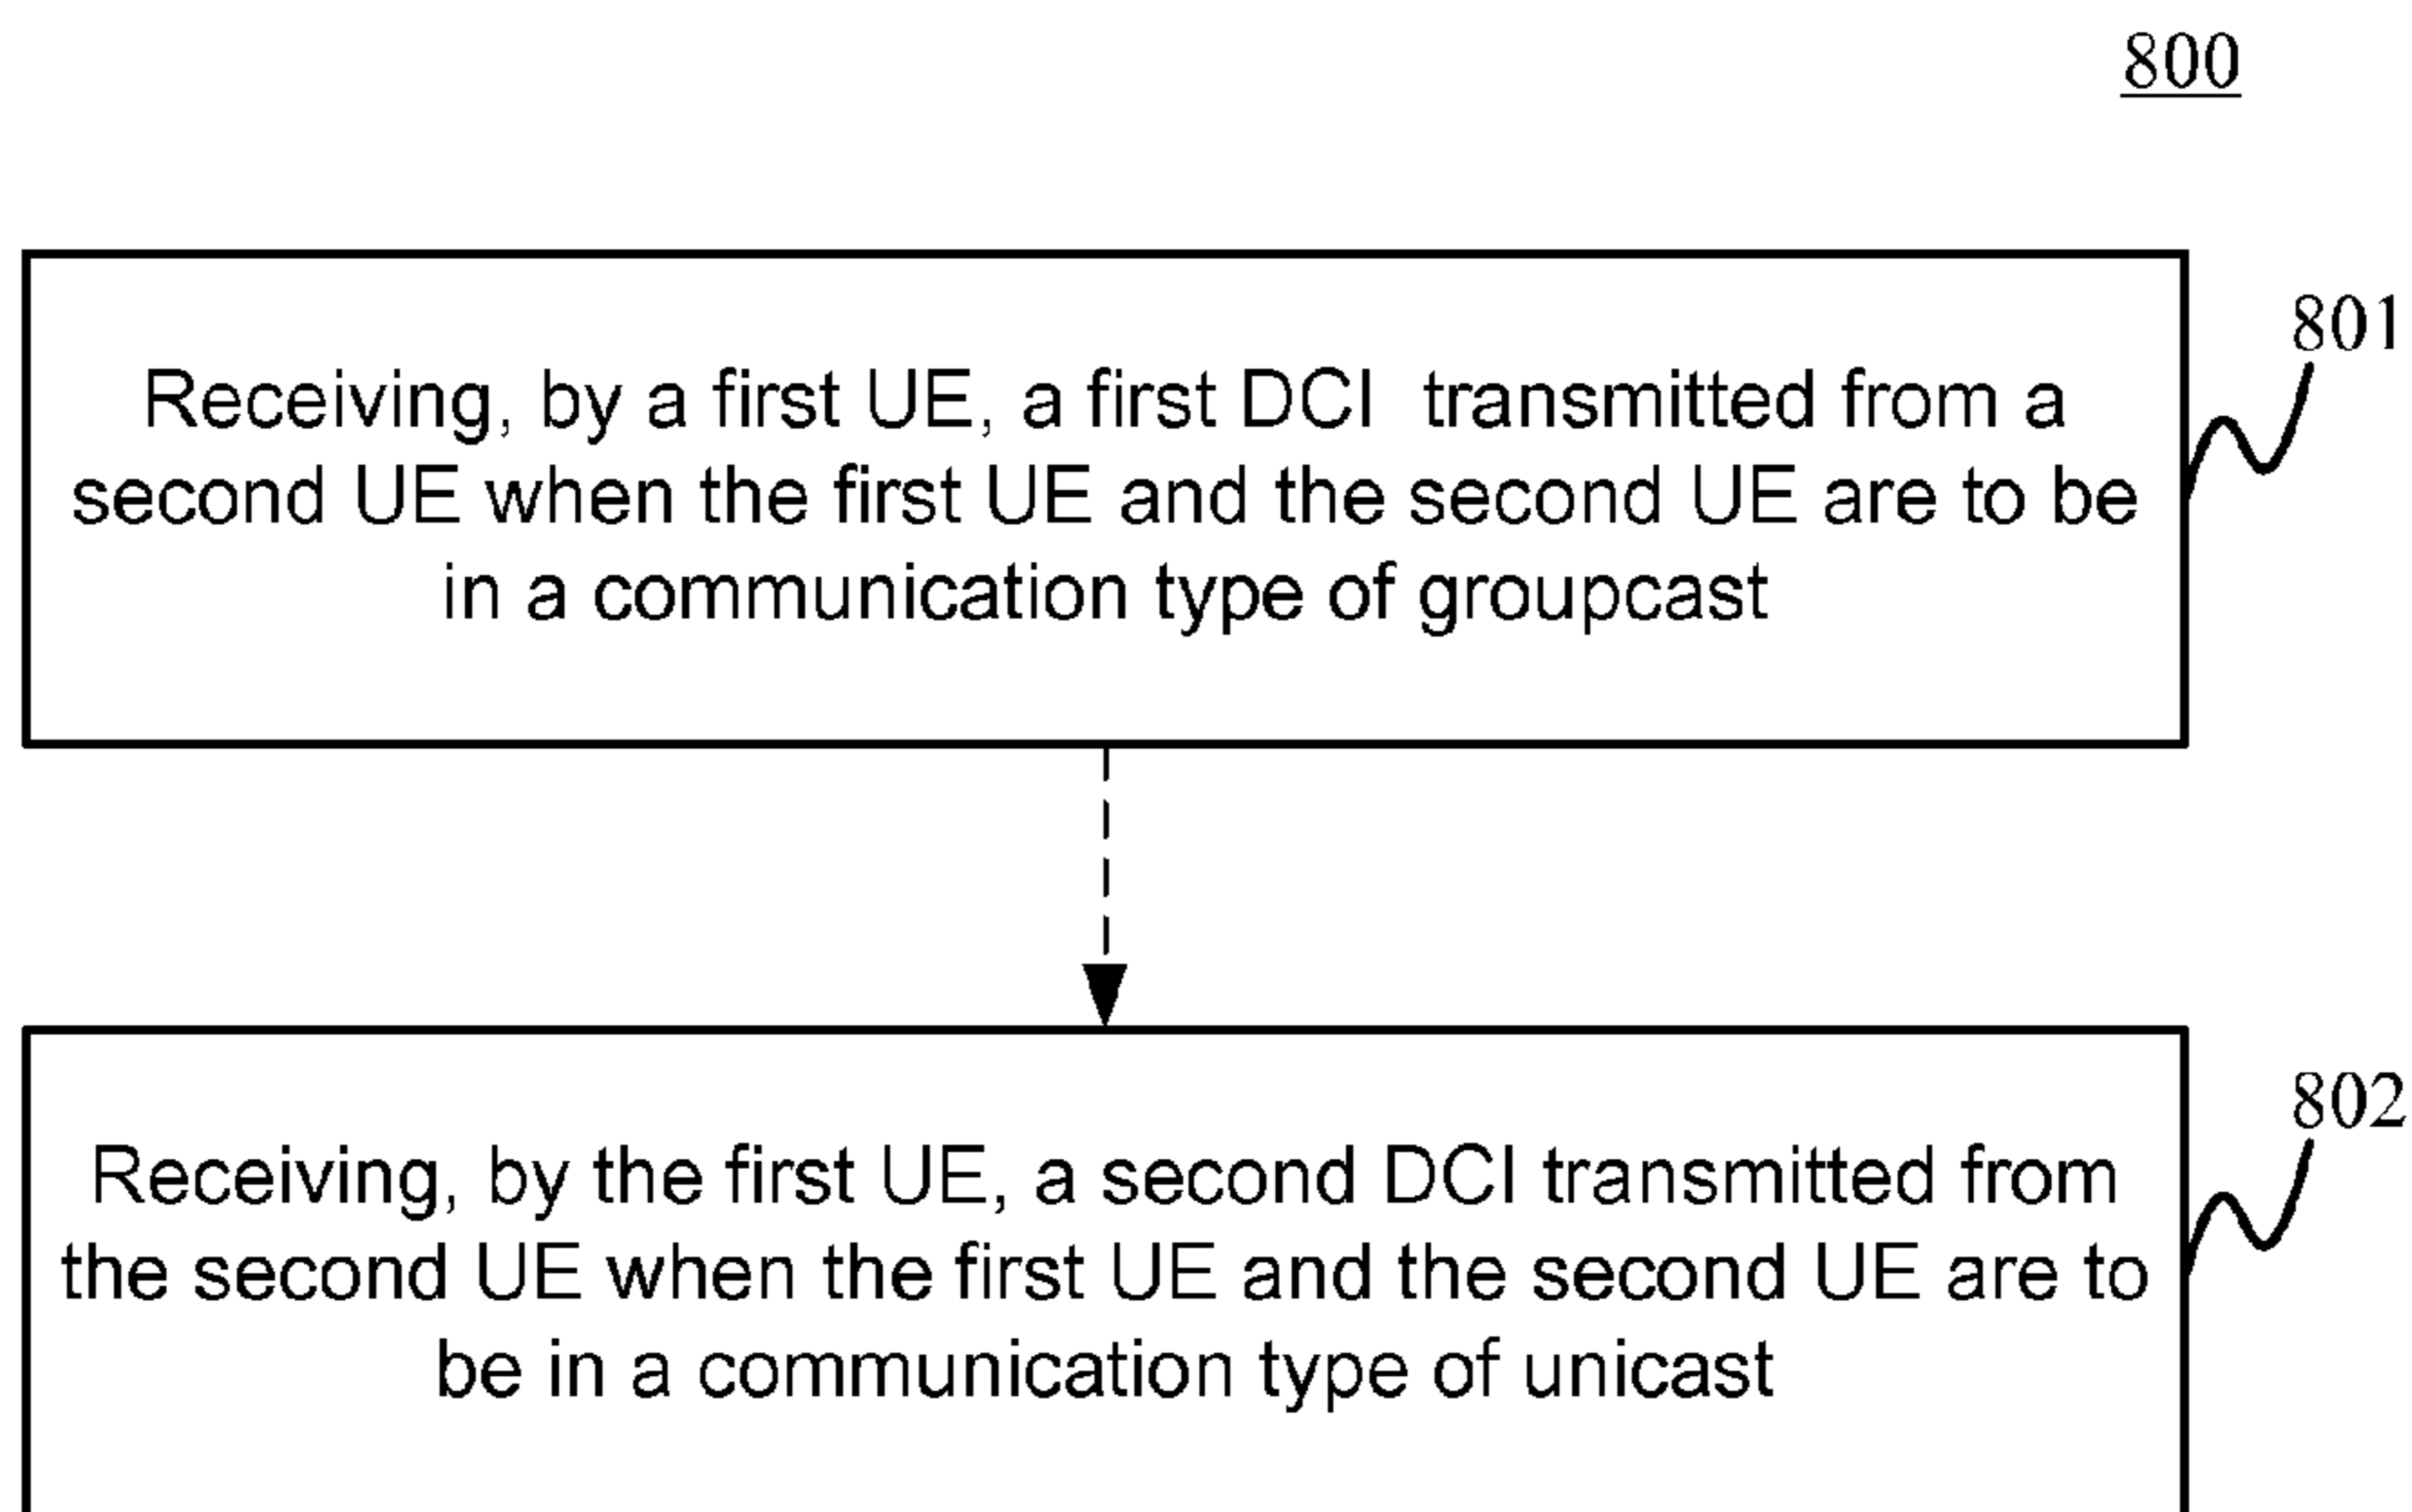 800
801
Receiving, by a first UE, a first DCI transmitted from a
second UE when the first UE and the second UE are to be
in a communication type of groupcast
802
Receiving, by the first UE, a second DCI transmitted from
the second UE when the first UE and the second UE are to
be in a communication type of unicast